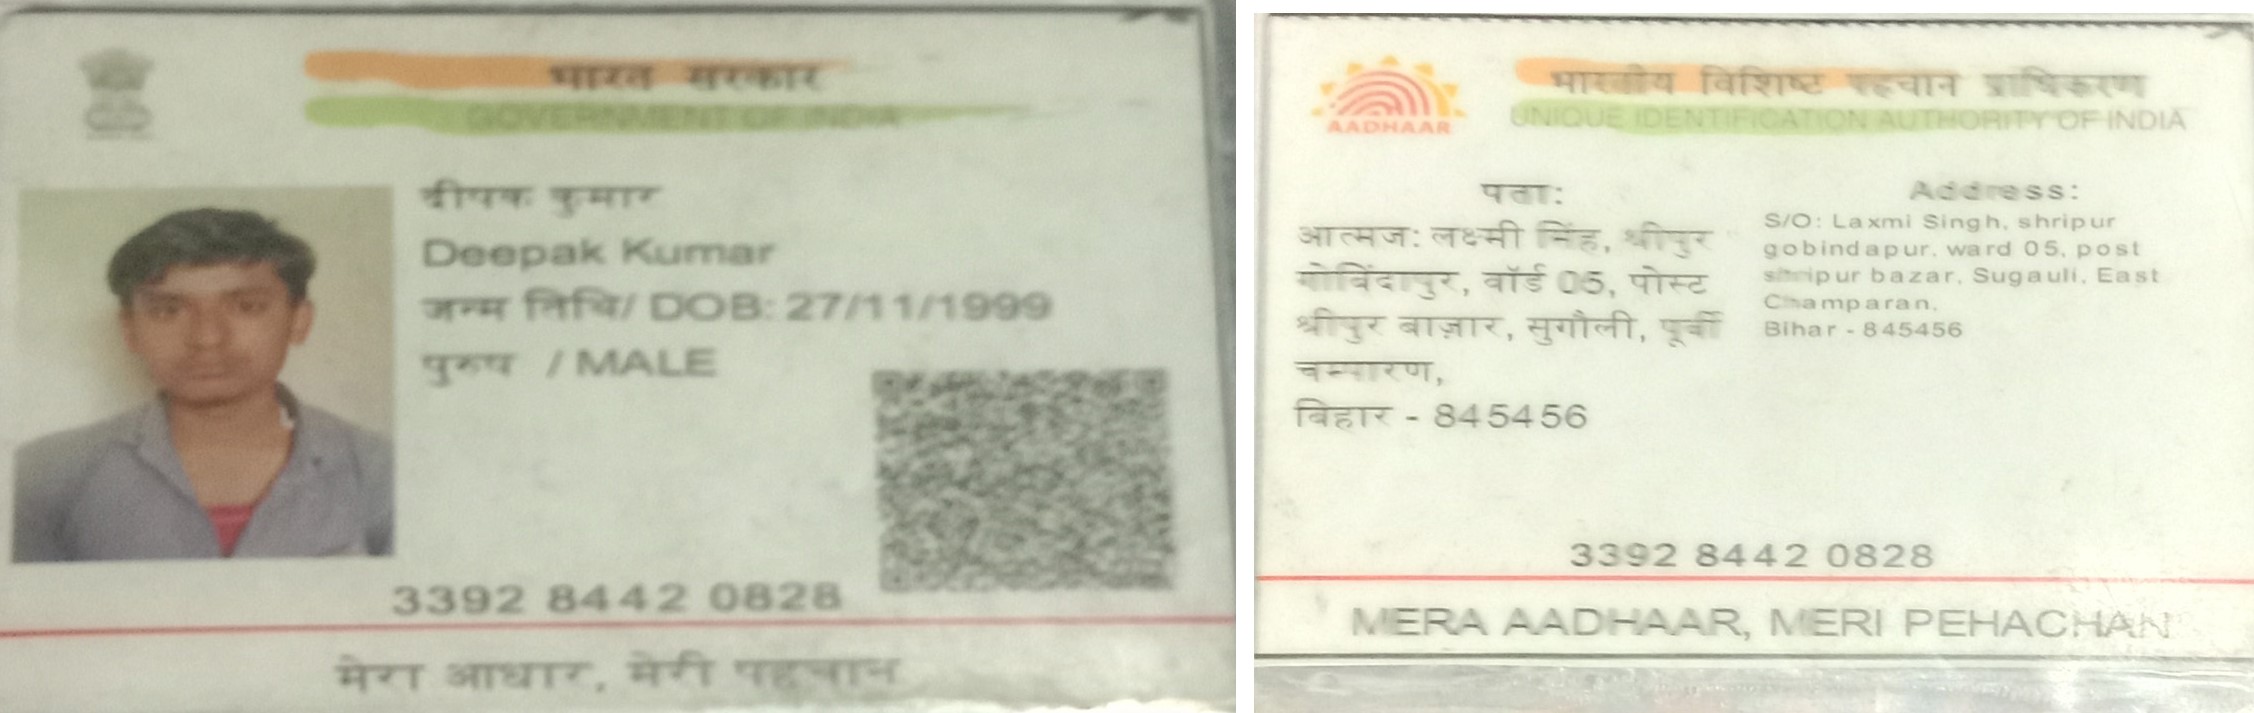 भारत सरकार
GOVERNMENT OF INDIA
दीपक कुमार
Deepak Kumar
जन्म तिथि/ DOB: 27/11/1999
पुरुष / MALE
3392 8442 0828
मेरा आधार, मेरी पहचान
AADHAAR
भारतीय विशिष्ट पहचान प्राधिकरण
UNIQUE IDENTIFICATION AUTHORITY OF INDIA
पता:
आत्मज: लक्ष्मी सिंह, श्रीपुर
गोबिंदापुर, वॉर्ड 05, पोस्ट
श्रीपुर बाज़ार, सुगौली, पूर्वी
चम्पारण,
बिहार - 845456
Address:
S/O: Laxmi Singh, shripur
gobindapur, ward 05, post
shripur bazar, Sugauli, East
Champaran,
Bihar - 845456
3392 8442 0828
MERA AADHAAR, MERI PEHACHAN